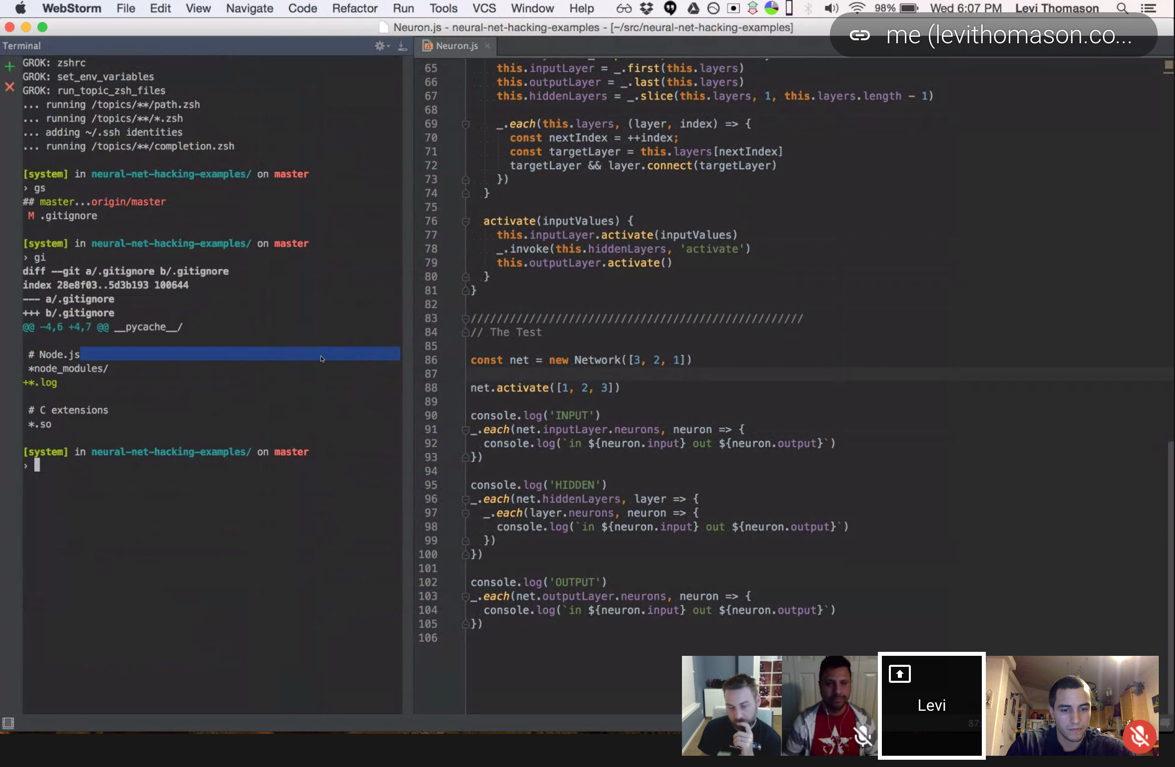 WebStorm File Edit View Navigate Code Refactor Run Tools VCS Window Help 98% Wed 6:07 PM Levi Thomason
Neuron.js - neural-net-hacking-examples - [~/src/neural-net-hacking-examples]
me (levithomason.co...
Terminal
Neuron.js
GROK: zshrc
GROK: set_env_variables
GROK: run_topic_zsh_files
... running /topics/**/path.zsh
... running /topics/**/*.zsh
... adding ~/.ssh identities
... running /topics/**/completion.zsh
[system] in neural-net-hacking-examples/ on master
› gs
## master...origin/master
M .gitignore
[system] in neural-net-hacking-examples/ on master
› gi
diff --git a/.gitignore b/.gitignore
index 28e8f03..5d3b193 100644
--- a/.gitignore
+++ b/.gitignore
@@ -4,6 +4,7 @@ __pycache__/
# Node.js
*node_modules/
+*.log
# C extensions
*.so
[system] in neural-net-hacking-examples/ on master
›
65 this.inputLayer = _.first(this.layers)
66 this.outputLayer = _.last(this.layers)
67 this.hiddenLayers = _.slice(this.layers, 1, this.layers.length - 1)
68
69 _.each(this.layers, (layer, index) => {
70 const nextIndex = ++index;
71 const targetLayer = this.layers[nextIndex]
72 targetLayer && layer.connect(targetLayer)
73 })
74 }
75
76 activate(inputValues) {
77 this.inputLayer.activate(inputValues)
78 _.invoke(this.hiddenLayers, 'activate')
79 this.outputLayer.activate()
80 }
81 }
82
83 ///////////////////////////////////////////////////
84 // The Test
85
86 const net = new Network([3, 2, 1])
87
88 net.activate([1, 2, 3])
89
90 console.log('INPUT')
91 _.each(net.inputLayer.neurons, neuron => {
92 console.log(`in ${neuron.input} out ${neuron.output}`)
93 })
94
95 console.log('HIDDEN')
96 _.each(net.hiddenLayers, layer => {
97 _.each(layer.neurons, neuron => {
98 console.log(`in ${neuron.input} out ${neuron.output}`)
99 })
100 })
101
102 console.log('OUTPUT')
103 _.each(net.outputLayer.neurons, neuron => {
104 console.log(`in ${neuron.input} out ${neuron.output}`)
105 })
106
Levi